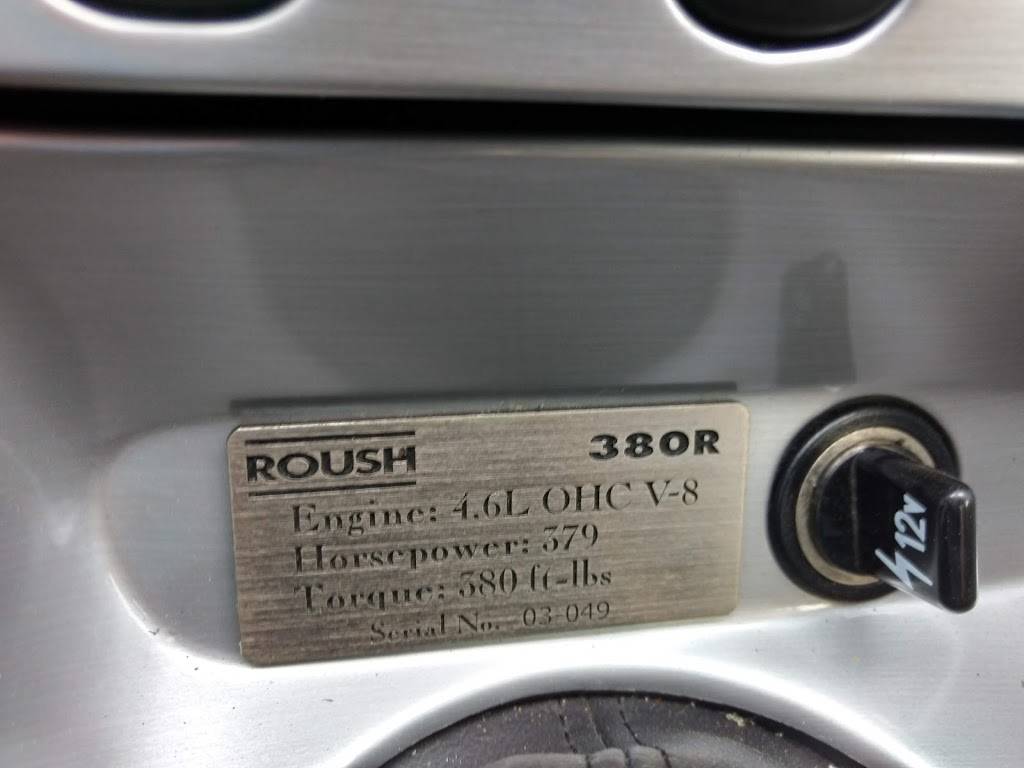 ROUSH 380R
Engine: 4.6L OHC V-8
Horsepower: 379
Torque: 380 ft-lbs
Serial No. 03-049
12v